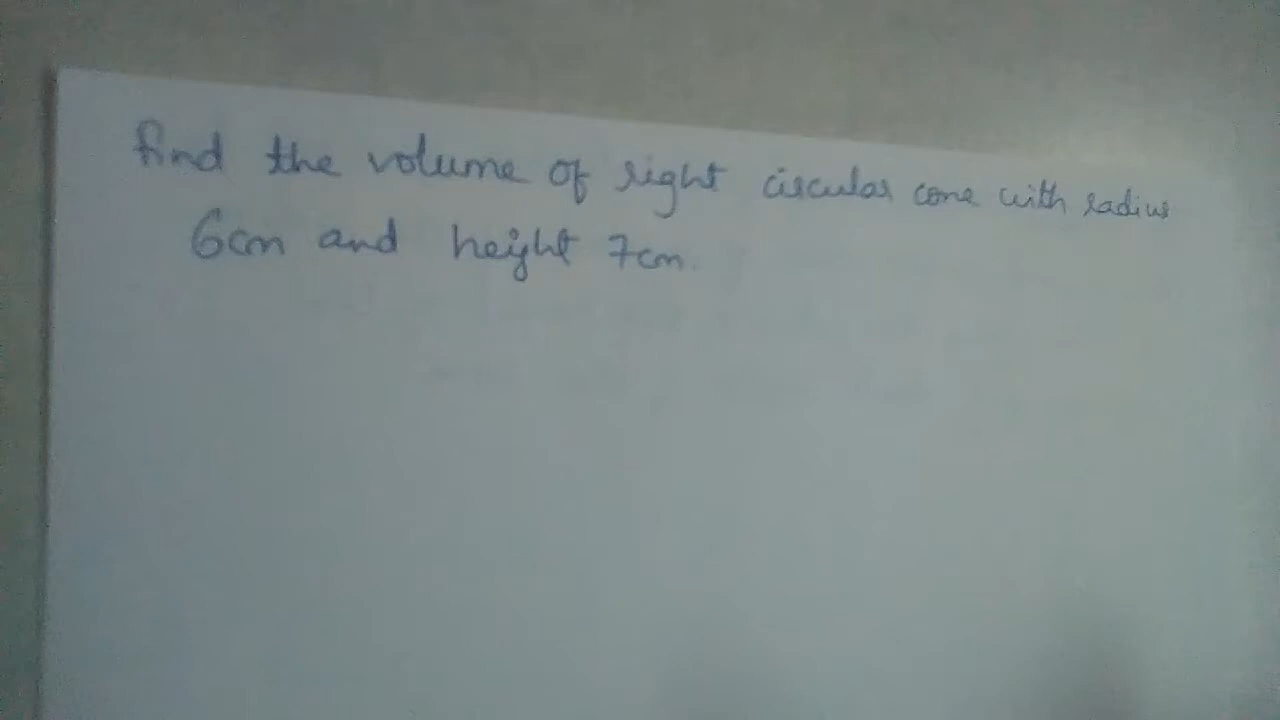 find the volume of right circular cone with radius
6cm and height 7cm.